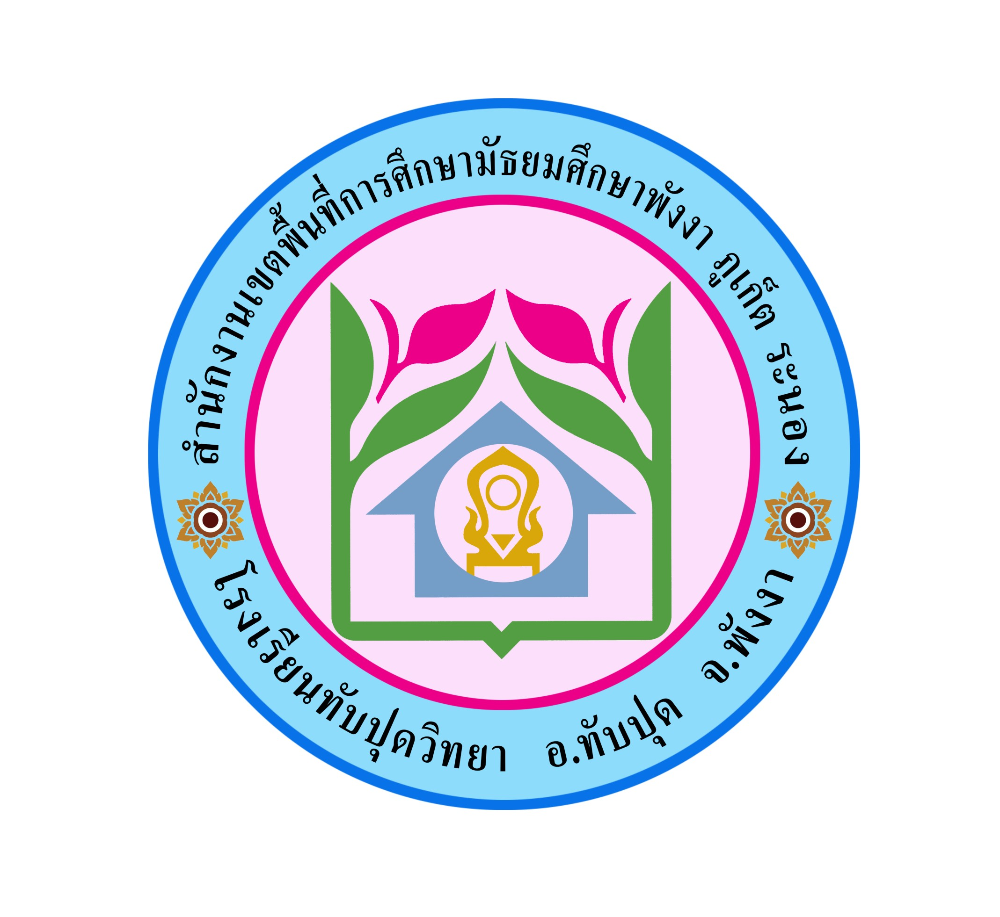 สำนักงานเขตพื้นที่การศึกษามัธยมศึกษาพังงา ภูเก็ต ระนอง
โรงเรียนทับปุดวิทยา อ.ทับปุด จ.พังงา